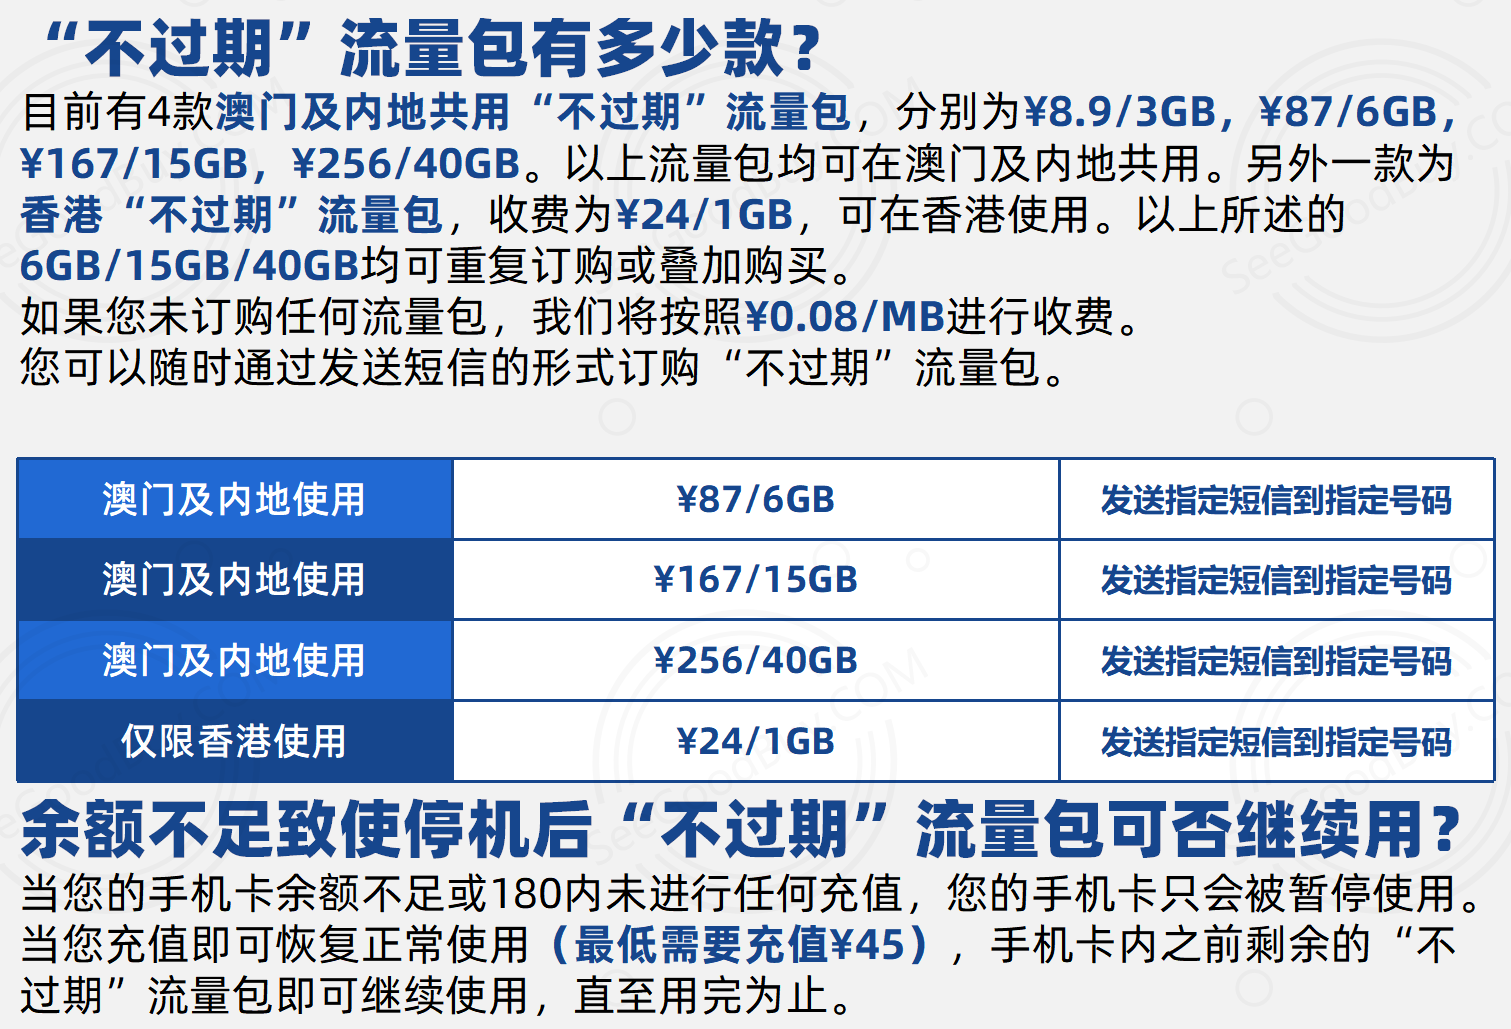 “不过期”流量包有多少款？
目前有4款澳门及内地共用“不过期”流量包，分别为¥8.9/3GB，¥87/6GB，
¥167/15GB，¥256/40GB。以上流量包均可在澳门及内地共用。另外一款为
香港“不过期”流量包，收费为¥24/1GB，可在香港使用。以上所述的
6GB/15GB/40GB均可重复订购或叠加购买。
如果您未订购任何流量包，我们将按照¥0.08/MB进行收费。
您可以随时通过发送短信的形式订购“不过期”流量包。
澳门及内地使用 ¥87/6GB 发送指定短信到指定号码
澳门及内地使用 ¥167/15GB 发送指定短信到指定号码
澳门及内地使用 ¥256/40GB 发送指定短信到指定号码
仅限香港使用 ¥24/1GB 发送指定短信到指定号码
余额不足致使停机后“不过期”流量包可否继续用？
当您的手机卡余额不足或180内未进行任何充值，您的手机卡只会被暂停使用。
当您充值即可恢复正常使用（最低需要充值¥45），手机卡内之前剩余的“不
过期”流量包即可继续使用，直至用完为止。